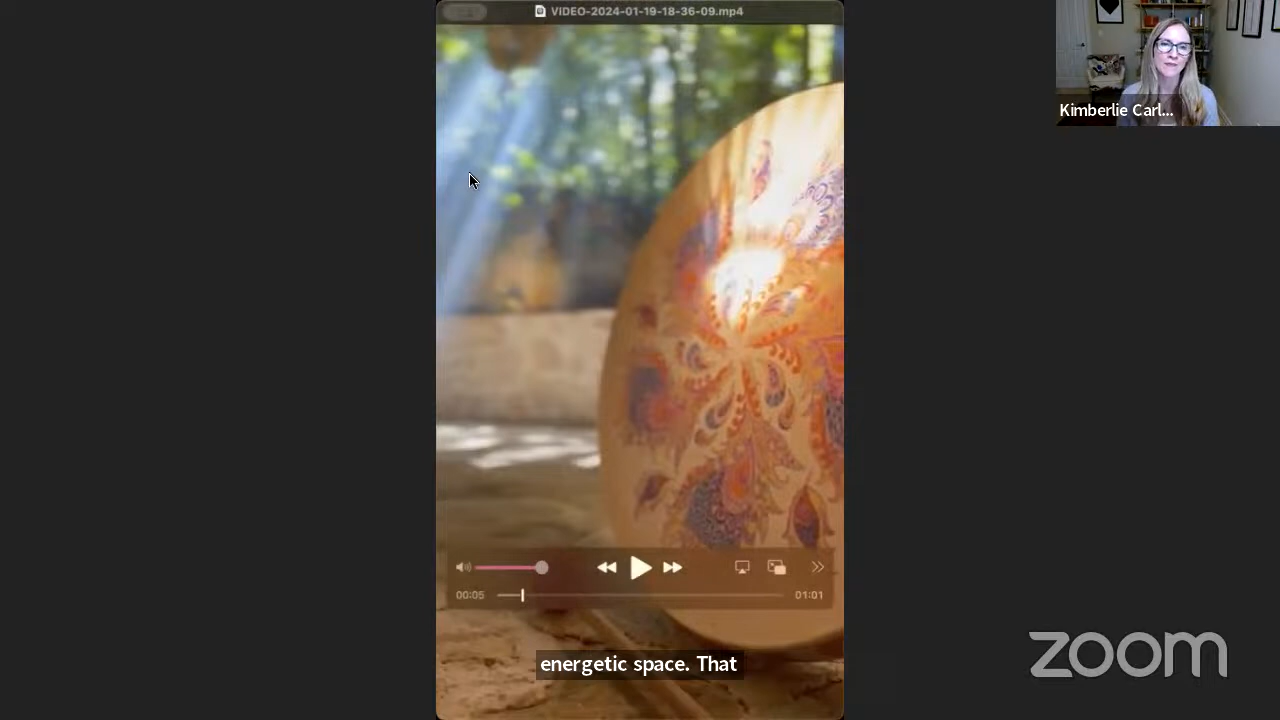 VIDEO-2024-01-19-18-36-09.mp4
Kimberlie Carl...
00:05
01:01
energetic space. That
zoom